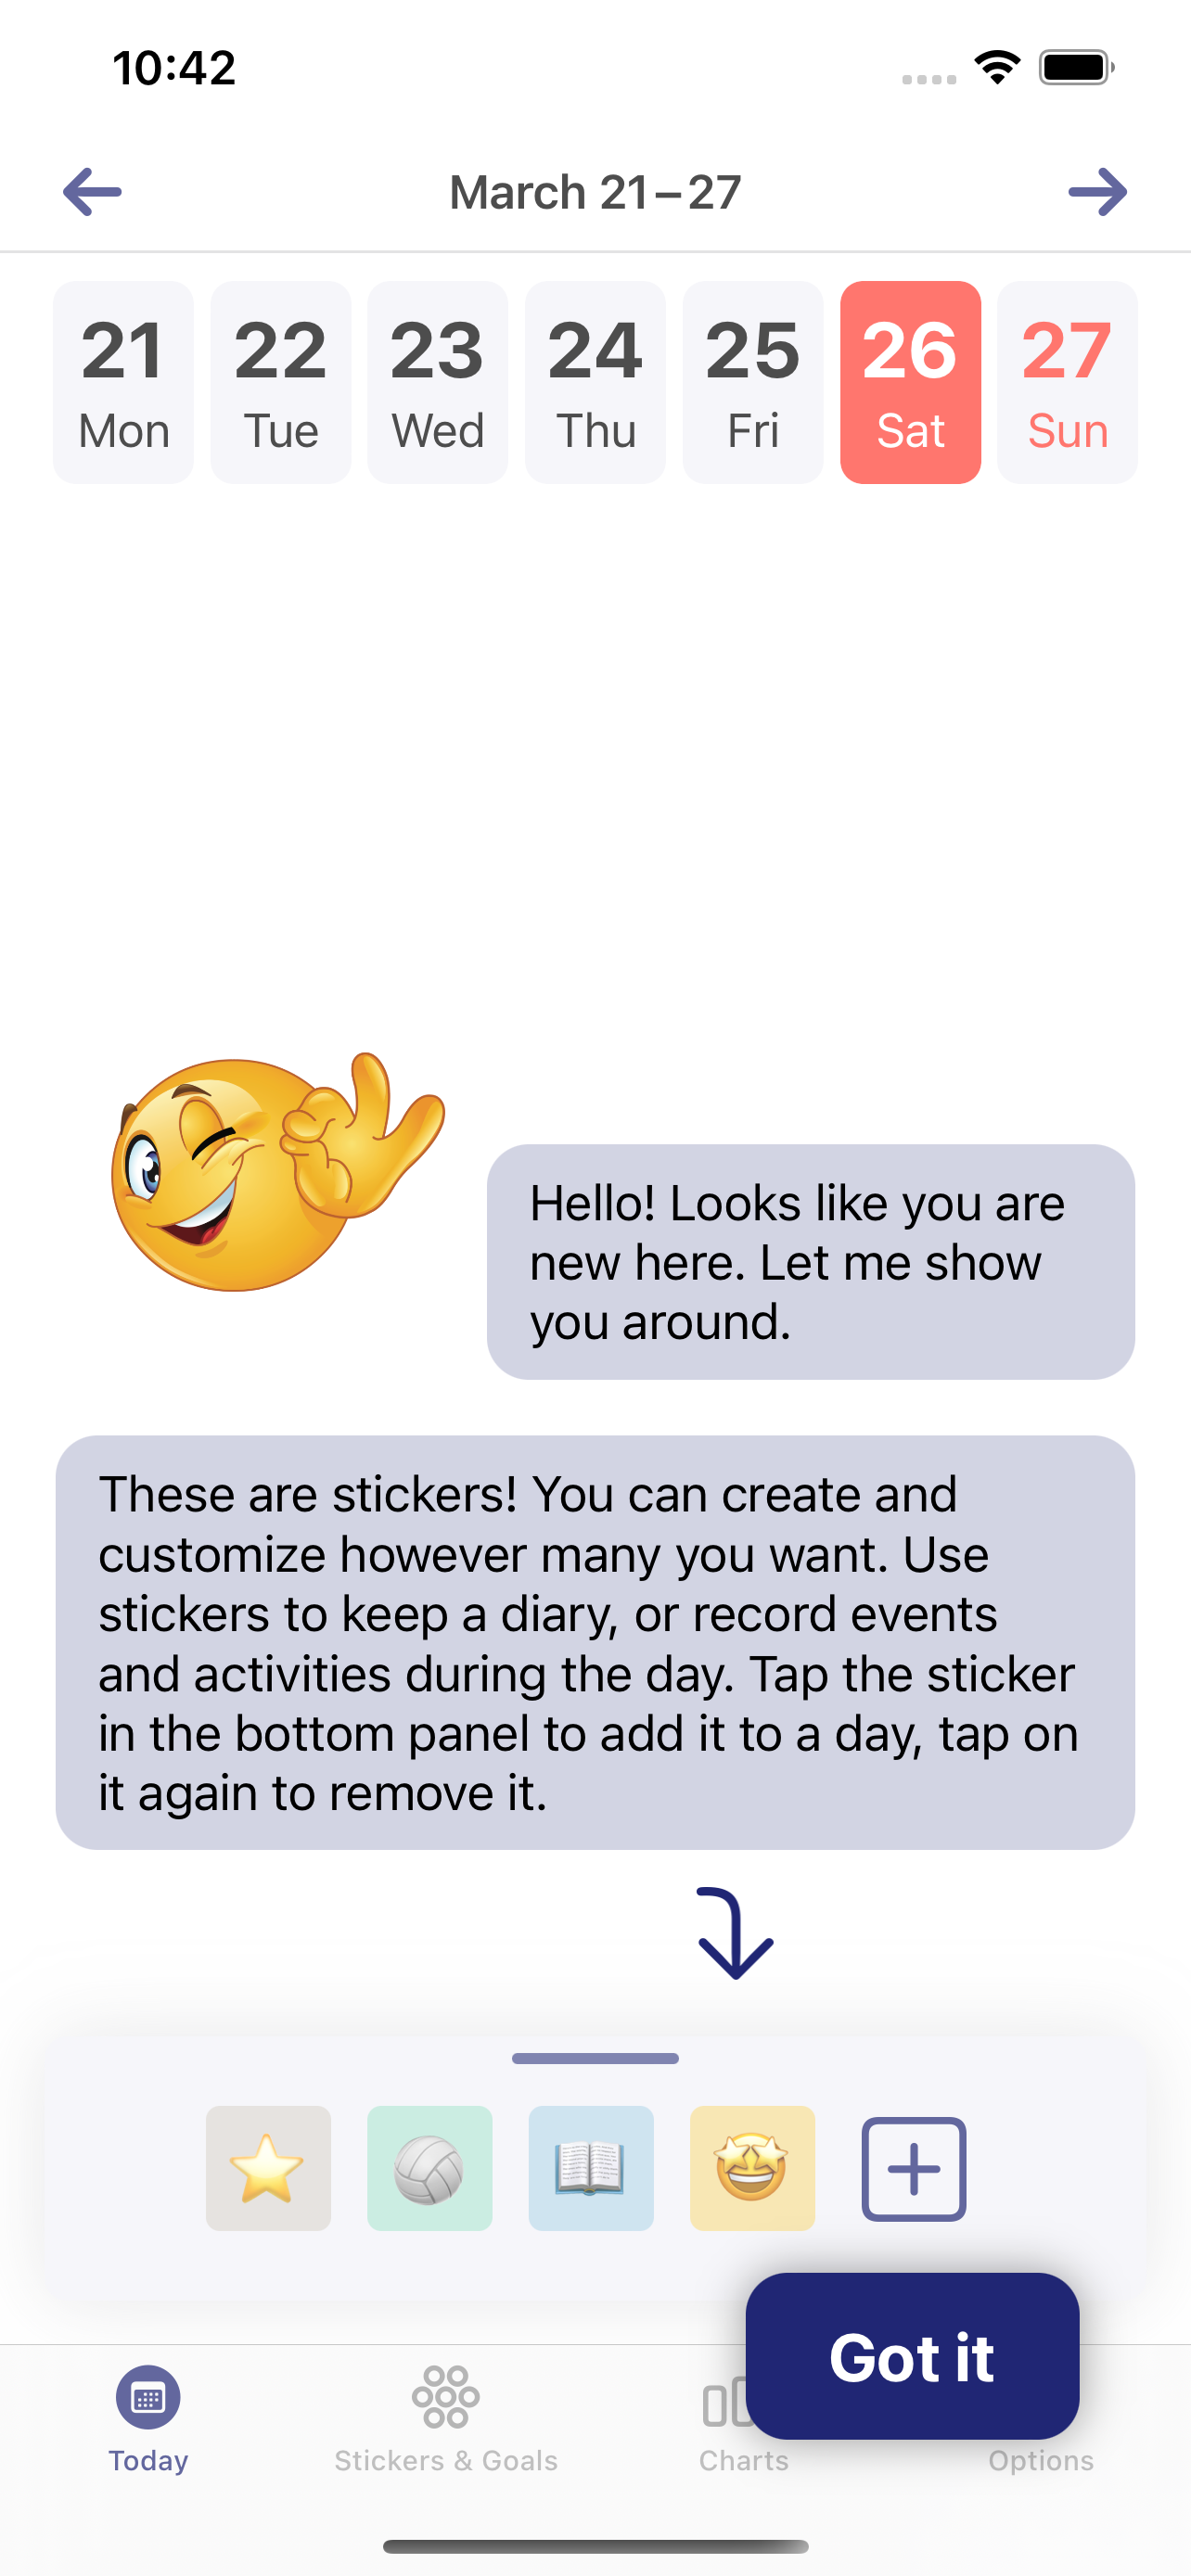 10:42
March 21–27
21 22 23 24 25 26 27
Mon Tue Wed Thu Fri Sat Sun
Hello! Looks like you are
new here. Let me show
you around.
These are stickers! You can create and
customize however many you want. Use
stickers to keep a diary, or record events
and activities during the day. Tap the sticker
in the bottom panel to add it to a day, tap on
it again to remove it.
Got it
Today Stickers & Goals Charts Options